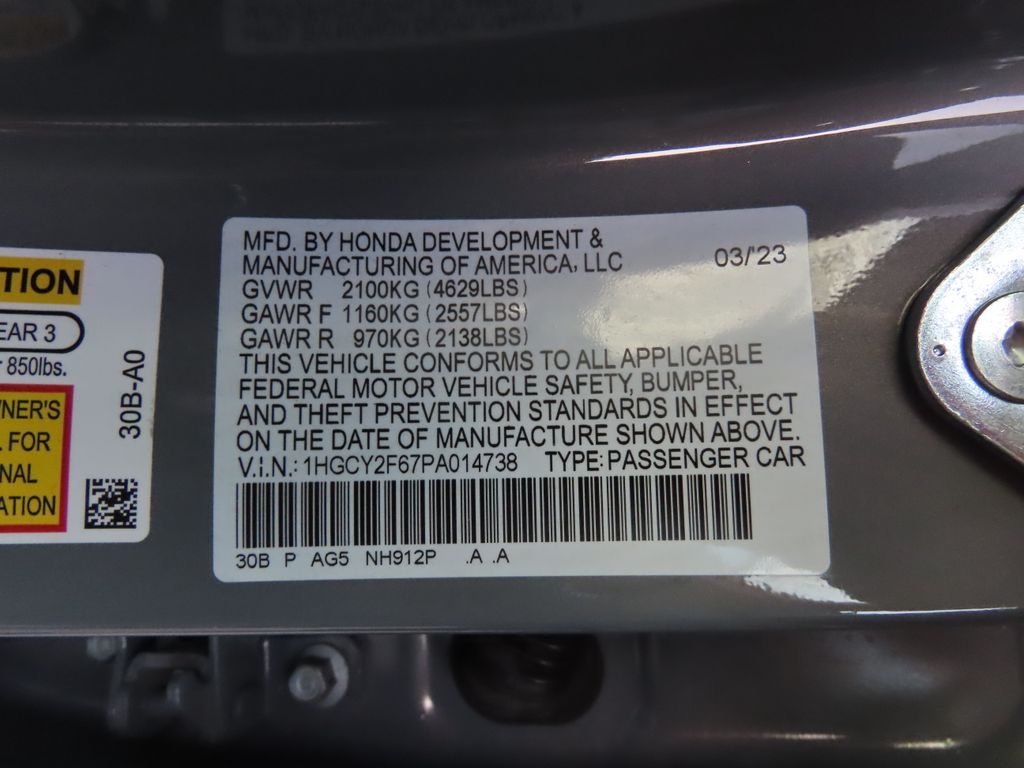 MFD. BY HONDA DEVELOPMENT &
MANUFACTURING OF AMERICA, LLC 03/'23
GVWR 2100KG (4629LBS)
GAWR F 1160KG (2557LBS)
GAWR R 970KG (2138LBS)
THIS VEHICLE CONFORMS TO ALL APPLICABLE
FEDERAL MOTOR VEHICLE SAFETY, BUMPER,
AND THEFT PREVENTION STANDARDS IN EFFECT
ON THE DATE OF MANUFACTURE SHOWN ABOVE.
V.I.N.: 1HGCY2F67PA014738 TYPE: PASSENGER CAR
30B P AG5 NH912P .A .A
TION
EAR 3
850lbs.
NER'S
. FOR
NAL
ATION
30B-A0